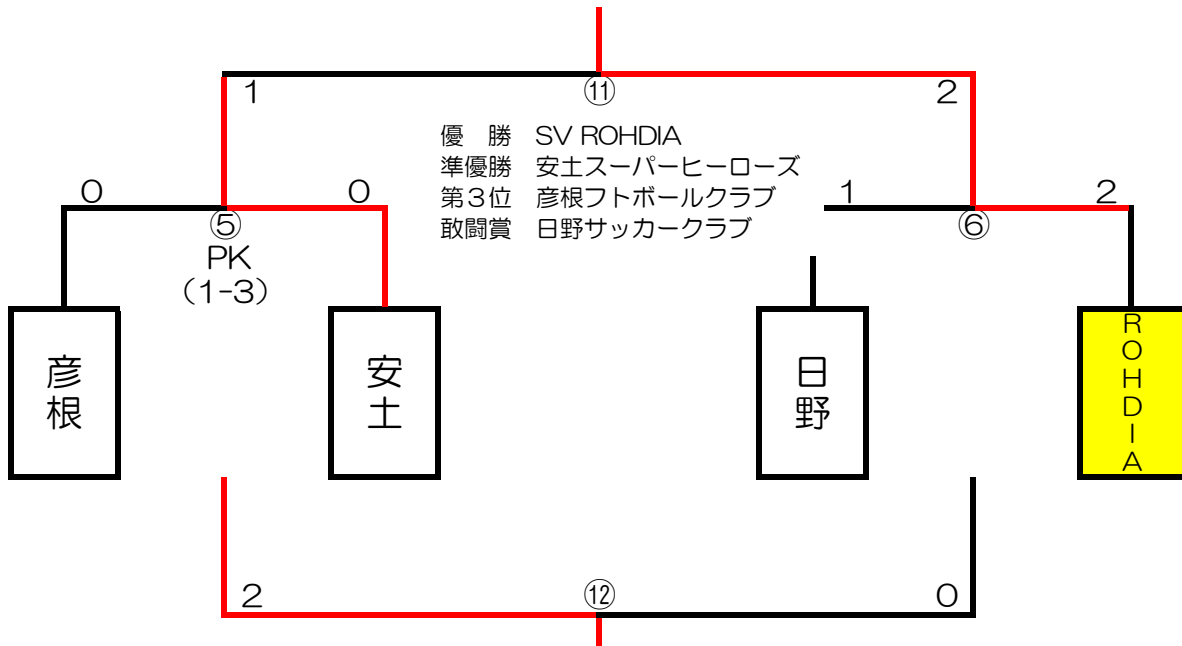 1
⑪
2
優　勝　SV ROHDIA
準優勝　安土スーパーヒーローズ
第3位　彦根フトボールクラブ
敢闘賞　日野サッカークラブ
0
0
1
2
⑤
⑥
PK
（1-3）
彦根
安土
日野
ROHDIA
2
⑫
0